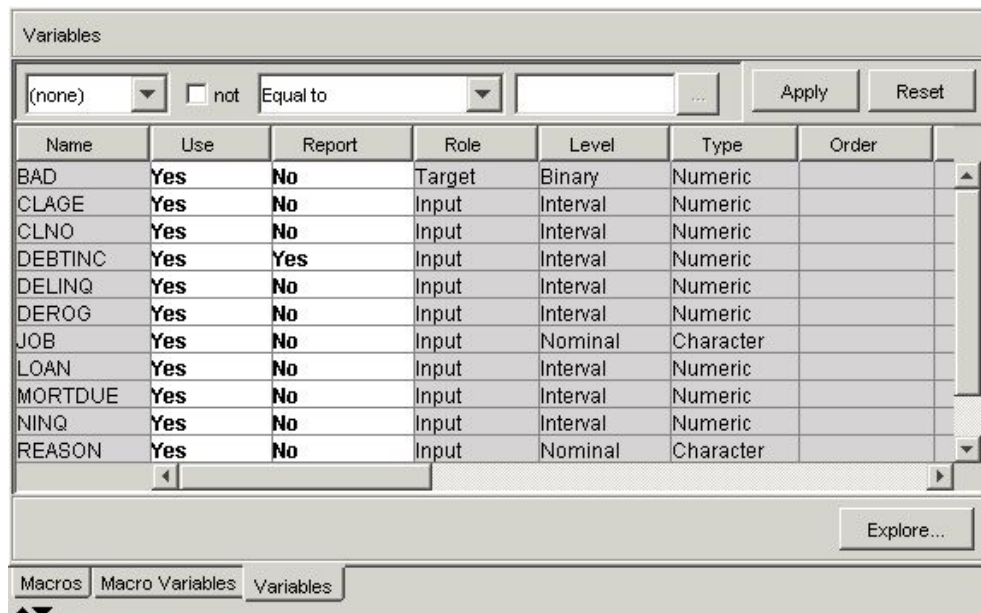 Variables
(none) not Equal to ... Apply Reset
Name Use Report Role Level Type Order
BAD Yes No Target Binary Numeric
CLAGE Yes No Input Interval Numeric
CLNO Yes No Input Interval Numeric
DEBTINC Yes Yes Input Interval Numeric
DELINQ Yes No Input Interval Numeric
DEROG Yes No Input Interval Numeric
JOB Yes No Input Nominal Character
LOAN Yes No Input Interval Numeric
MORTDUE Yes No Input Interval Numeric
NINQ Yes No Input Interval Numeric
REASON Yes No Input Nominal Character
Explore...
Macros Macro Variables Variables